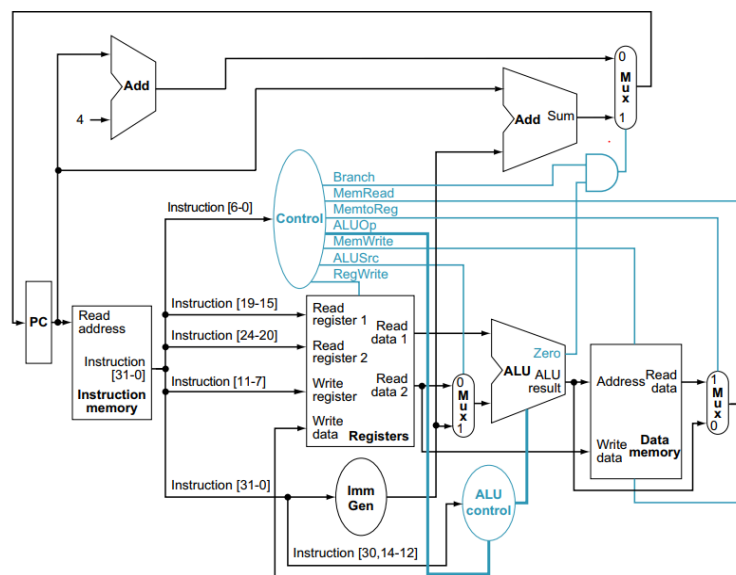 Add
4
Add
Sum
0
M
u
x
1
Branch
MemRead
MemtoReg
ALUOp
MemWrite
ALUSrc
RegWrite
Control
Instruction [6-0]
PC
Read
address
Instruction
[31-0]
Instruction
memory
Instruction [19-15]
Instruction [24-20]
Instruction [11-7]
Read
register 1
Read
register 2
Write
register
Write
data
Read
data 1
Read
data 2
Registers
0
M
u
x
1
ALU
Zero
ALU
result
Address
Read
data
Write
data
Data
memory
1
M
u
x
0
Instruction [31-0]
Imm
Gen
ALU
control
Instruction [30,14-12]